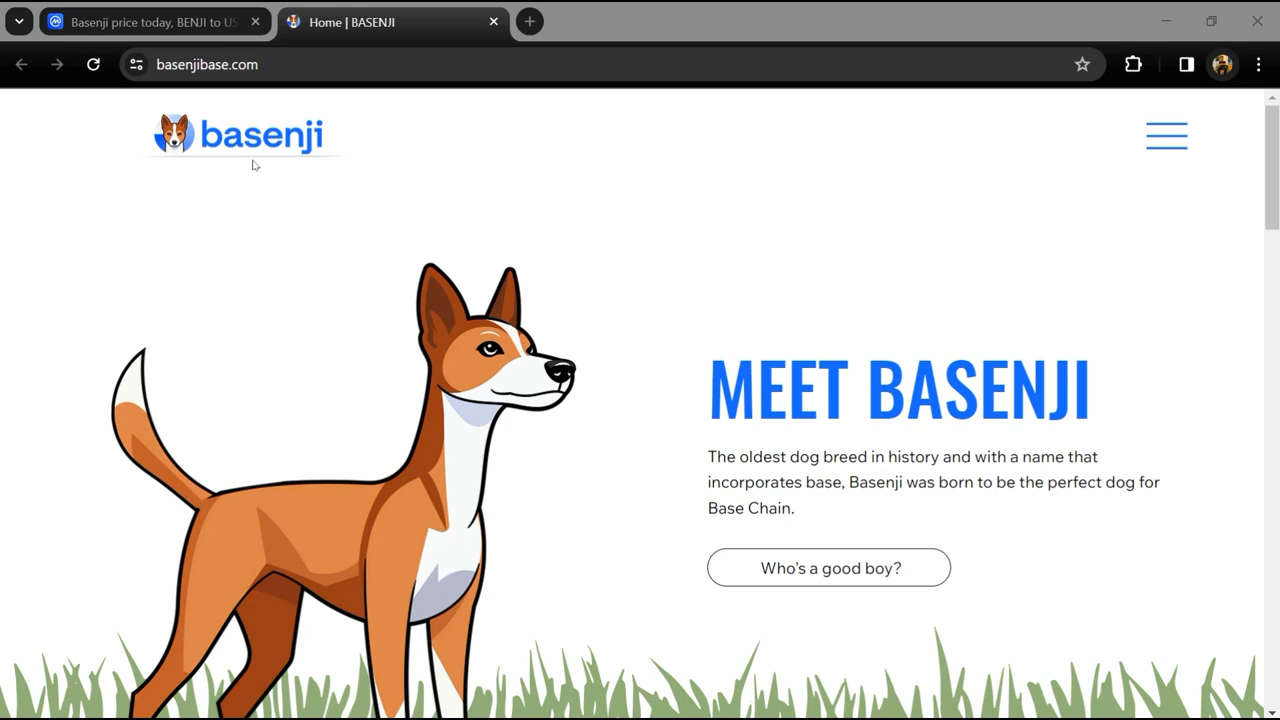 Basenji price today, BENJI to US
Home | BASENJI
basenjibase.com
basenji
MEET BASENJI
The oldest dog breed in history and with a name that
incorporates base, Basenji was born to be the perfect dog for
Base Chain.
Who's a good boy?